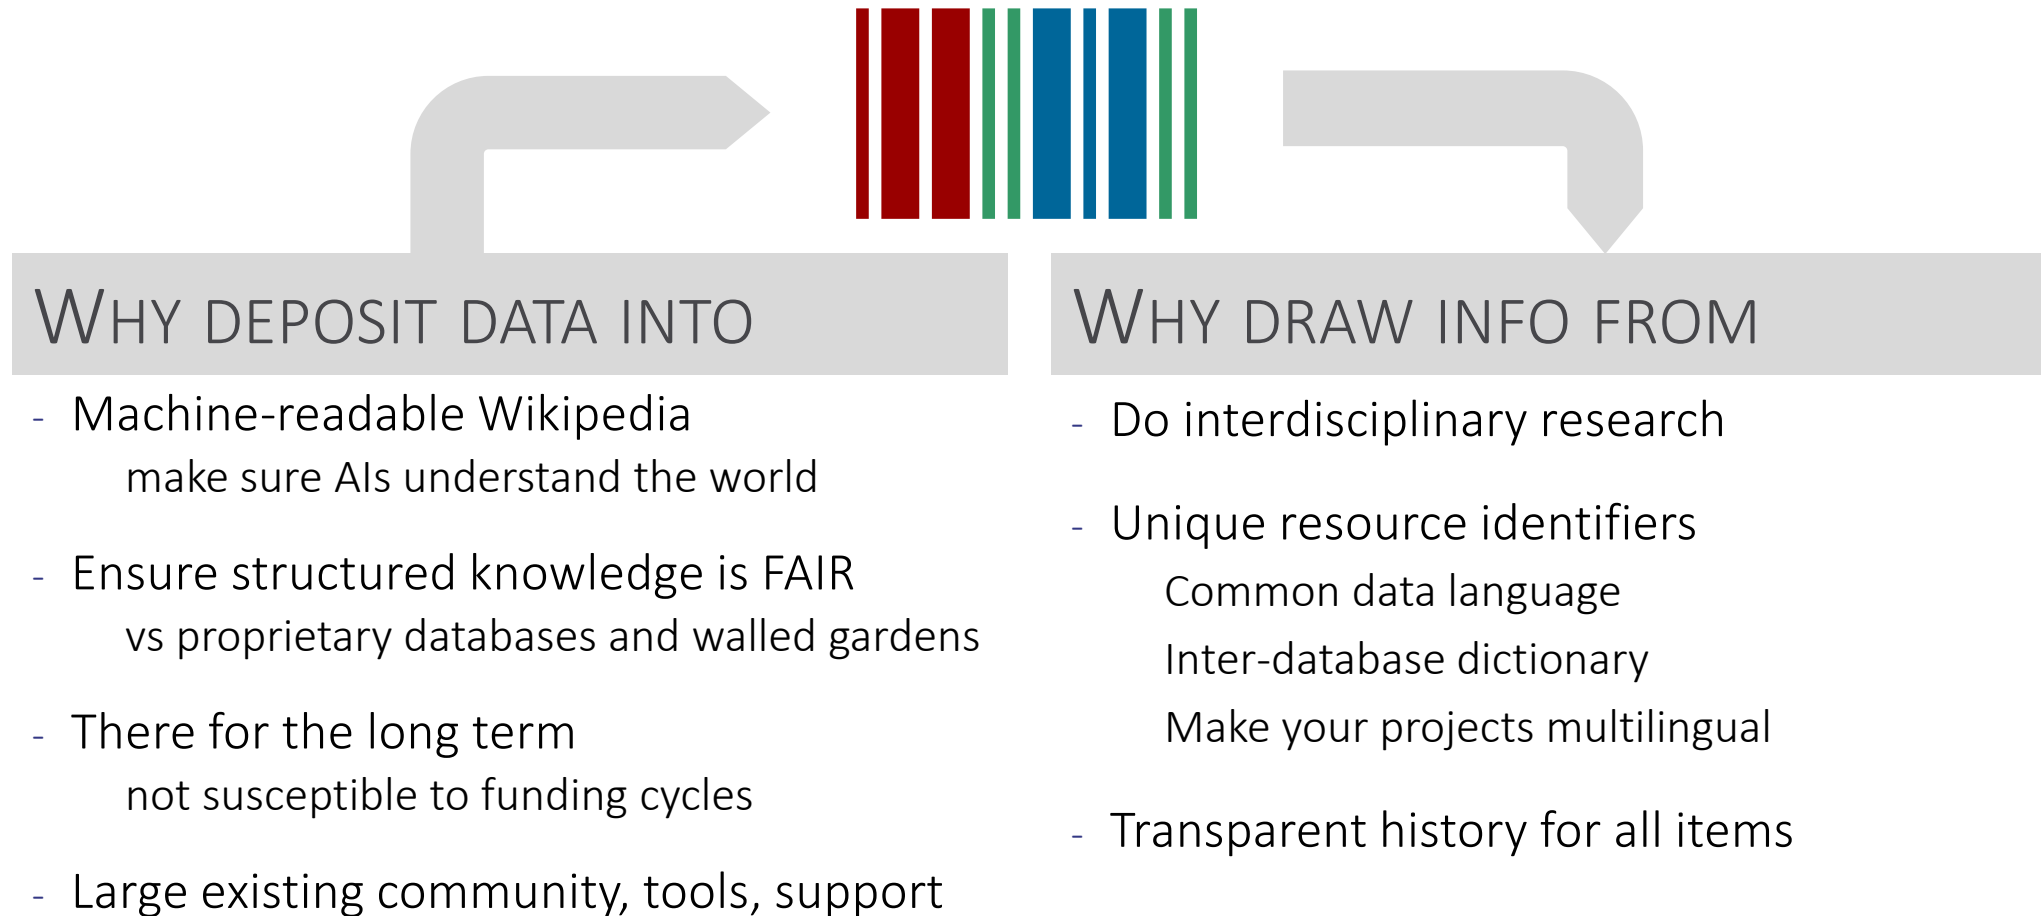 WHY DEPOSIT DATA INTO
- Machine-readable Wikipedia
make sure AIs understand the world
- Ensure structured knowledge is FAIR
vs proprietary databases and walled gardens
- There for the long term
not susceptible to funding cycles
- Large existing community, tools, support
WHY DRAW INFO FROM
- Do interdisciplinary research
- Unique resource identifiers
Common data language
Inter-database dictionary
Make your projects multilingual
- Transparent history for all items